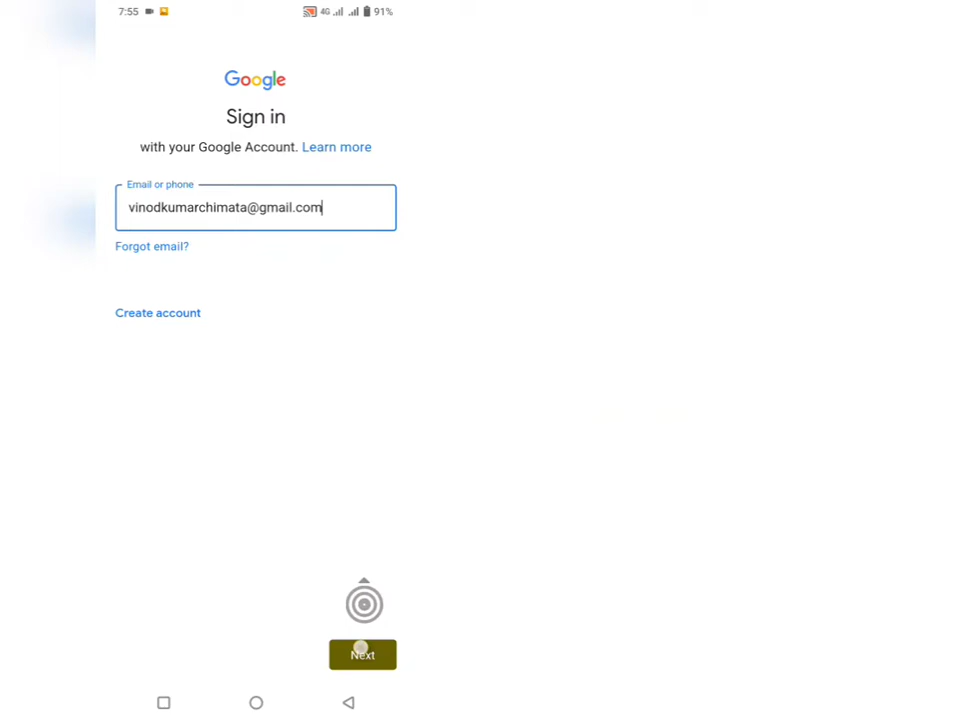 7:55 4G 91%
Google
Sign in
with your Google Account. Learn more
Email or phone
vinodkumarchimata@gmail.com
Forgot email?
Create account
Next